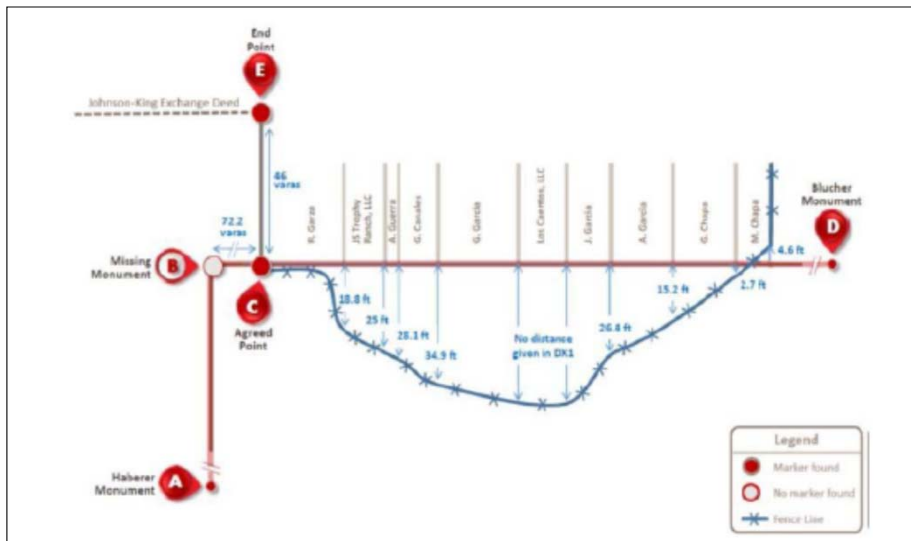 End
Point
E
Johnson-King Exchange Deed
46
varas
72.2
varas
R. Garza
JS Trophy
Ranch, LLC
A. Guerra
G. Canales
G. Garcia
Los Cuentos, LLC
J. Garcia
A. Garcia
G. Chapa
M. Chapa
Blucher
Monument
D
Missing
Monument
B
C
Agreed
Point
18.8 ft
25 ft
28.1 ft
34.9 ft
No distance
given in DX1
26.8 ft
15.2 ft
2.7 ft
4.6 ft
Haberer
Monument
A
Legend
Marker found
No marker found
Fence Line